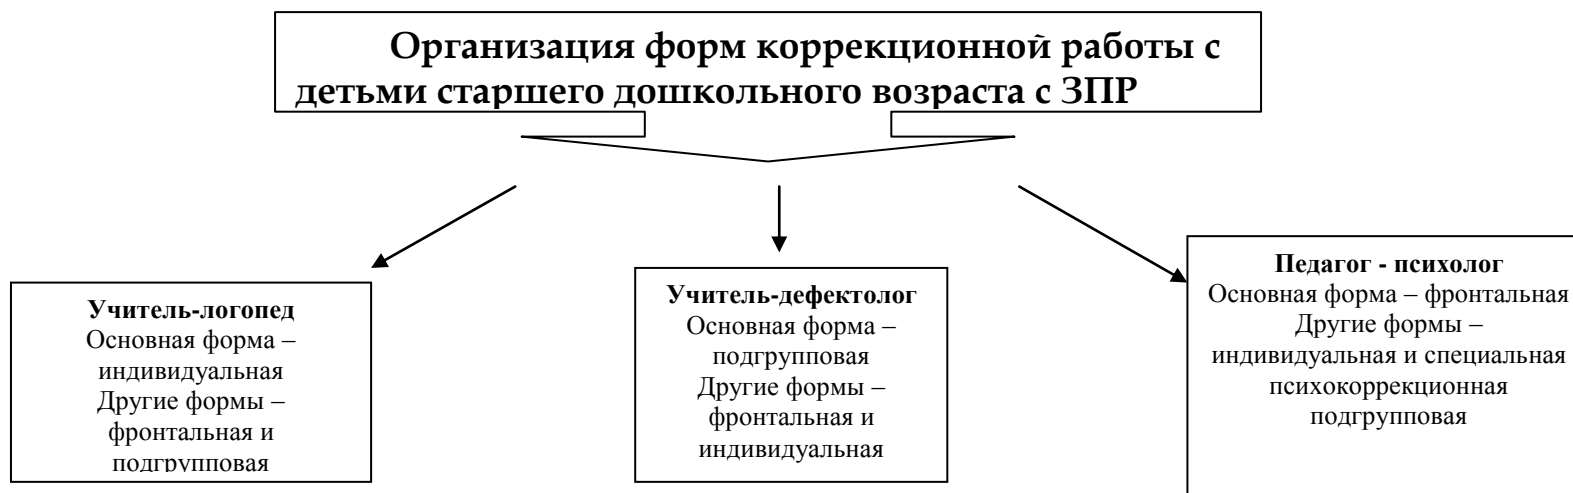 Организация форм коррекционной работы с
детьми старшего дошкольного возраста с ЗПР
Учитель-логопед
Основная форма –
индивидуальная
Другие формы –
фронтальная и
подгрупповая
Учитель-дефектолог
Основная форма –
подгрупповая
Другие формы –
фронтальная и
индивидуальная
Педагог - психолог
Основная форма – фронтальная
Другие формы –
индивидуальная и специальная
психокоррекционная
подгрупповая